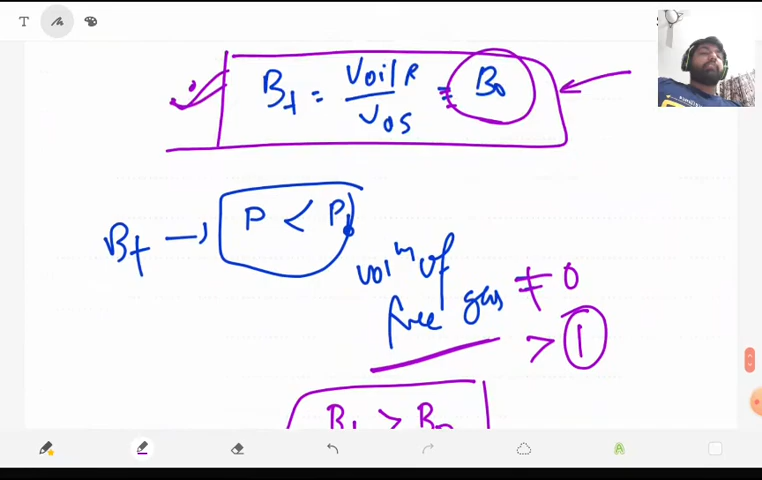 Bt = Voil R / Vos = Bo
Bt → P < Pb
vol^m of free gas ≠ 0
> 1
Bt > Bo
T
A